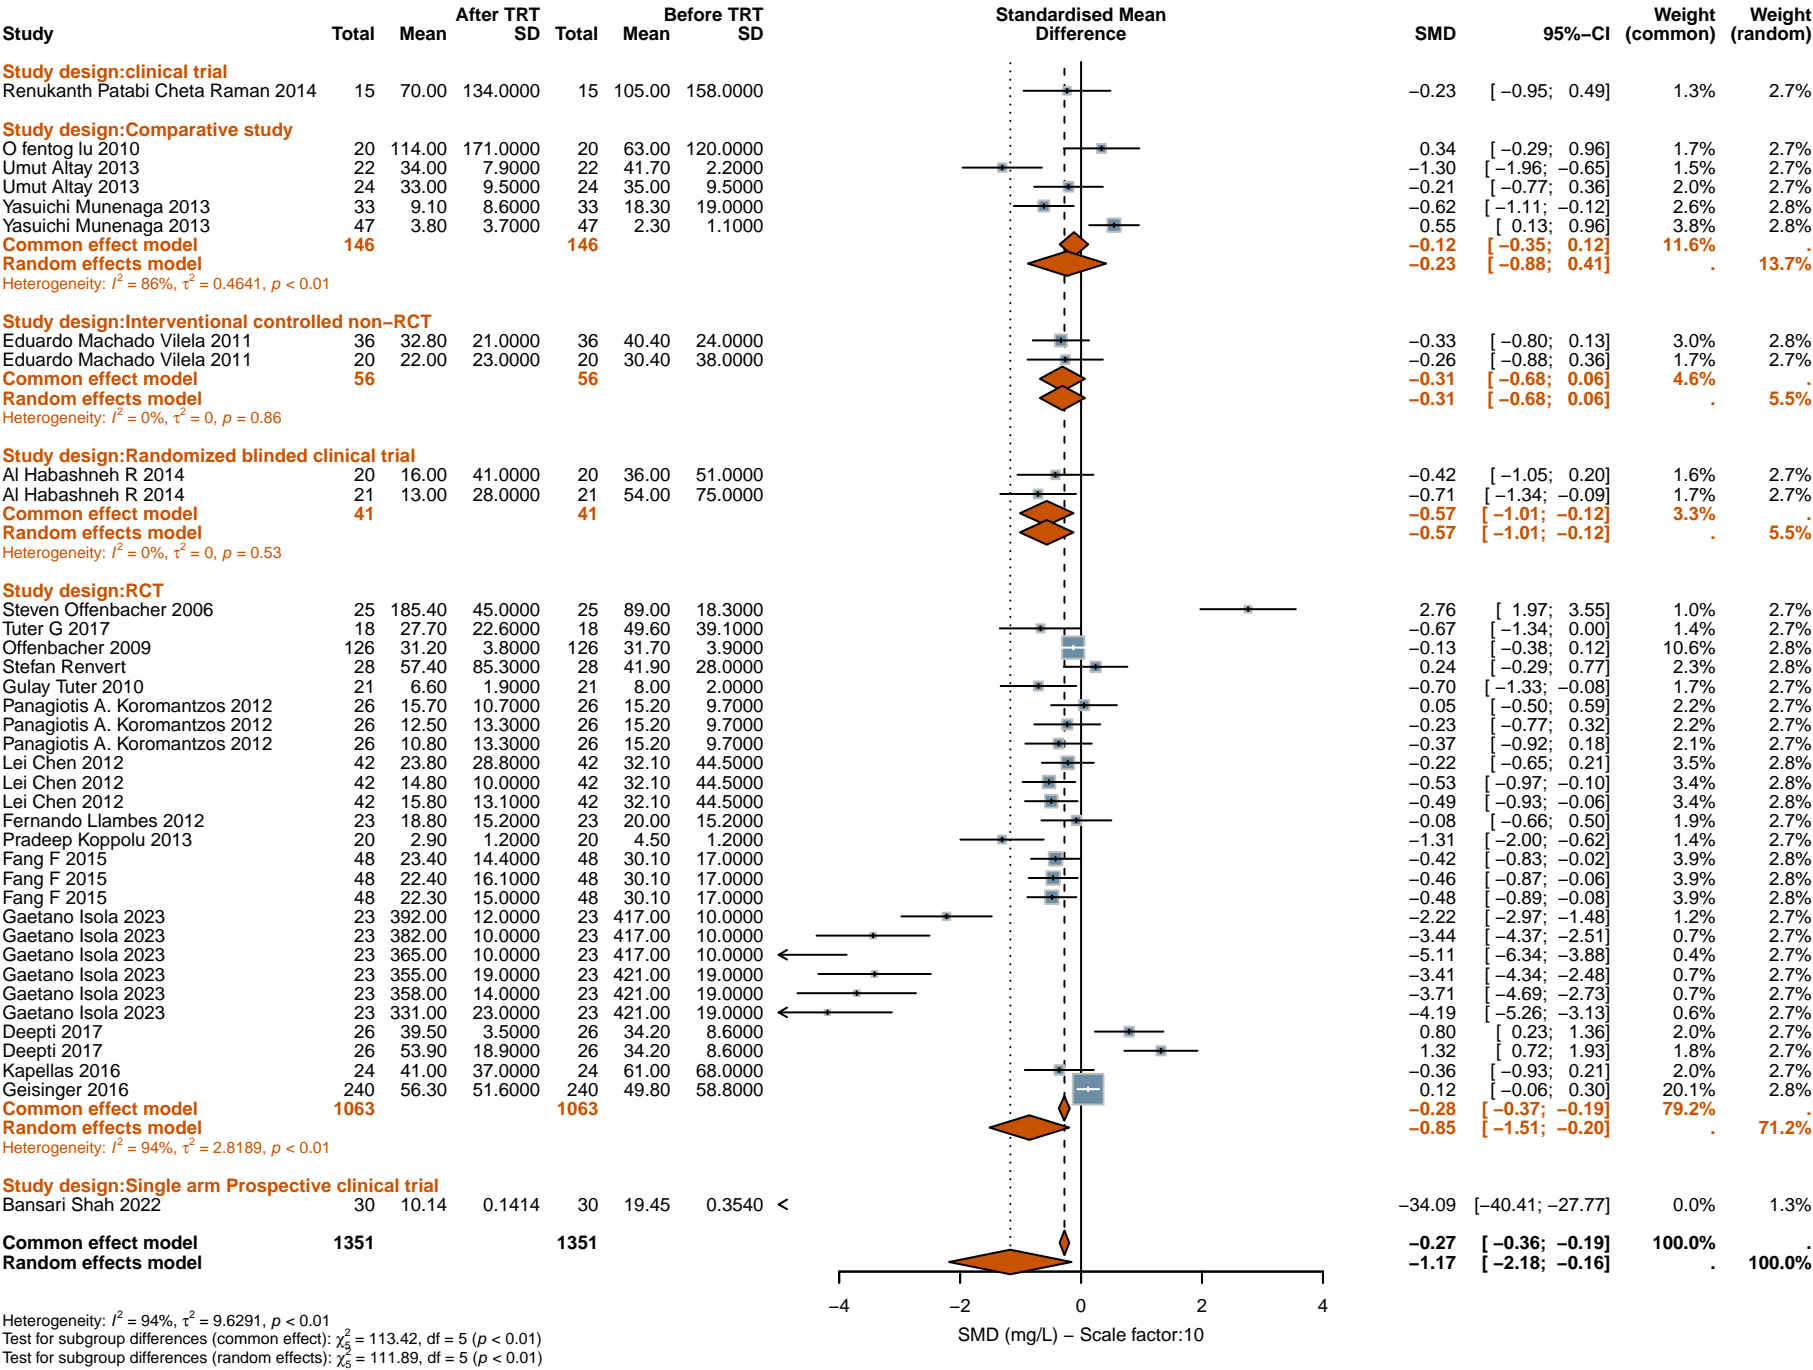 After TRT Before TRT Standardised Mean Weight Weight
Study Total Mean SD Total Mean SD Difference SMD 95%−CI (common) (random)
Study design:clinical trial
Renukanth Patabi Cheta Raman 2014 15 70.00 134.0000 15 105.00 158.0000 −0.23 [ −0.95; 0.49] 1.3% 2.7%
Study design:Comparative study
O fentog lu 2010 20 114.00 171.0000 20 63.00 120.0000 0.34 [ −0.29; 0.96] 1.7% 2.7%
Umut Altay 2013 22 34.00 7.9000 22 41.70 2.2000 −1.30 [ −1.96; −0.65] 1.5% 2.7%
Umut Altay 2013 24 33.00 9.5000 24 35.00 9.5000 −0.21 [ −0.77; 0.36] 2.0% 2.7%
Yasuichi Munenaga 2013 33 9.10 8.6000 33 18.30 19.0000 −0.62 [ −1.11; −0.12] 2.6% 2.8%
Yasuichi Munenaga 2013 47 3.80 3.7000 47 2.30 1.1000 0.55 [ 0.13; 0.96] 3.8% 2.8%
Common effect model 146 146 −0.12 [ −0.35; 0.12] 11.6% .
Random effects model −0.23 [ −0.88; 0.41] . 13.7%
Heterogeneity: I² = 86%, τ² = 0.4641, p < 0.01
Study design:Interventional controlled non−RCT
Eduardo Machado Vilela 2011 36 32.80 21.0000 36 40.40 24.0000 −0.33 [ −0.80; 0.13] 3.0% 2.8%
Eduardo Machado Vilela 2011 20 22.00 23.0000 20 30.40 38.0000 −0.26 [ −0.88; 0.36] 1.7% 2.7%
Common effect model 56 56 −0.31 [ −0.68; 0.06] 4.6% .
Random effects model −0.31 [ −0.68; 0.06] . 5.5%
Heterogeneity: I² = 0%, τ² = 0, p = 0.86
Study design:Randomized blinded clinical trial
Al Habashneh R 2014 20 16.00 41.0000 20 36.00 51.0000 −0.42 [ −1.05; 0.20] 1.6% 2.7%
Al Habashneh R 2014 21 13.00 28.0000 21 54.00 75.0000 −0.71 [ −1.34; −0.09] 1.7% 2.7%
Common effect model 41 41 −0.57 [ −1.01; −0.12] 3.3% .
Random effects model −0.57 [ −1.01; −0.12] . 5.5%
Heterogeneity: I² = 0%, τ² = 0, p = 0.53
Study design:RCT
Steven Offenbacher 2006 25 185.40 45.0000 25 89.00 18.3000 2.76 [ 1.97; 3.55] 1.0% 2.7%
Tuter G 2017 18 27.70 22.6000 18 49.60 39.1000 −0.67 [ −1.34; 0.00] 1.4% 2.7%
Offenbacher 2009 126 31.20 3.8000 126 31.70 3.9000 −0.13 [ −0.38; 0.12] 10.6% 2.8%
Stefan Renvert 28 57.40 85.3000 28 41.90 28.0000 0.24 [ −0.29; 0.77] 2.3% 2.8%
Gulay Tuter 2010 21 6.60 1.9000 21 8.00 2.0000 −0.70 [ −1.33; −0.08] 1.7% 2.7%
Panagiotis A. Koromantzos 2012 26 15.70 10.7000 26 15.20 9.7000 0.05 [ −0.50; 0.59] 2.2% 2.7%
Panagiotis A. Koromantzos 2012 26 12.50 13.3000 26 15.20 9.7000 −0.23 [ −0.77; 0.32] 2.2% 2.7%
Panagiotis A. Koromantzos 2012 26 10.80 13.3000 26 15.20 9.7000 −0.37 [ −0.92; 0.18] 2.1% 2.7%
Lei Chen 2012 42 23.80 28.8000 42 32.10 44.5000 −0.22 [ −0.65; 0.21] 3.5% 2.8%
Lei Chen 2012 42 14.80 10.0000 42 32.10 44.5000 −0.53 [ −0.97; −0.10] 3.4% 2.8%
Lei Chen 2012 42 15.80 13.1000 42 32.10 44.5000 −0.49 [ −0.93; −0.06] 3.4% 2.8%
Fernando Llambes 2012 23 18.80 15.2000 23 20.00 15.2000 −0.08 [ −0.66; 0.50] 1.9% 2.7%
Pradeep Koppolu 2013 20 2.90 1.2000 20 4.50 1.2000 −1.31 [ −2.00; −0.62] 1.4% 2.7%
Fang F 2015 48 23.40 14.4000 48 30.10 17.0000 −0.42 [ −0.83; −0.02] 3.9% 2.8%
Fang F 2015 48 22.40 16.1000 48 30.10 17.0000 −0.46 [ −0.87; −0.06] 3.9% 2.8%
Fang F 2015 48 22.30 15.0000 48 30.10 17.0000 −0.48 [ −0.89; −0.08] 3.9% 2.8%
Gaetano Isola 2023 23 392.00 12.0000 23 417.00 10.0000 −2.22 [ −2.97; −1.48] 1.2% 2.7%
Gaetano Isola 2023 23 382.00 10.0000 23 417.00 10.0000 −3.44 [ −4.37; −2.51] 0.7% 2.7%
Gaetano Isola 2023 23 365.00 10.0000 23 417.00 10.0000 −5.11 [ −6.34; −3.88] 0.4% 2.7%
Gaetano Isola 2023 23 355.00 19.0000 23 421.00 19.0000 −3.41 [ −4.34; −2.48] 0.7% 2.7%
Gaetano Isola 2023 23 358.00 14.0000 23 421.00 19.0000 −3.71 [ −4.69; −2.73] 0.7% 2.7%
Gaetano Isola 2023 23 331.00 23.0000 23 421.00 19.0000 −4.19 [ −5.26; −3.13] 0.6% 2.7%
Deepti 2017 26 39.50 3.5000 26 34.20 8.6000 0.80 [ 0.23; 1.36] 2.0% 2.7%
Deepti 2017 26 53.90 18.9000 26 34.20 8.6000 1.32 [ 0.72; 1.93] 1.8% 2.7%
Kapellas 2016 24 41.00 37.0000 24 61.00 68.0000 −0.36 [ −0.93; 0.21] 2.0% 2.7%
Geisinger 2016 240 56.30 51.6000 240 49.80 58.8000 0.12 [ −0.06; 0.30] 20.1% 2.8%
Common effect model 1063 1063 −0.28 [ −0.37; −0.19] 79.2% .
Random effects model −0.85 [ −1.51; −0.20] . 71.2%
Heterogeneity: I² = 94%, τ² = 2.8189, p < 0.01
Study design:Single arm Prospective clinical trial
Bansari Shah 2022 30 10.14 0.1414 30 19.45 0.3540 −34.09 [−40.41; −27.77] 0.0% 1.3%
Common effect model 1351 1351 −0.27 [ −0.36; −0.19] 100.0% .
Random effects model −1.17 [ −2.18; −0.16] . 100.0%
−4 −2 0 2 4
Heterogeneity: I² = 94%, τ² = 9.6291, p < 0.01
SMD (mg/L) − Scale factor:10
Test for subgroup differences (common effect): χ²₅ = 113.42, df = 5 (p < 0.01)
Test for subgroup differences (random effects): χ²₅ = 111.89, df = 5 (p < 0.01)